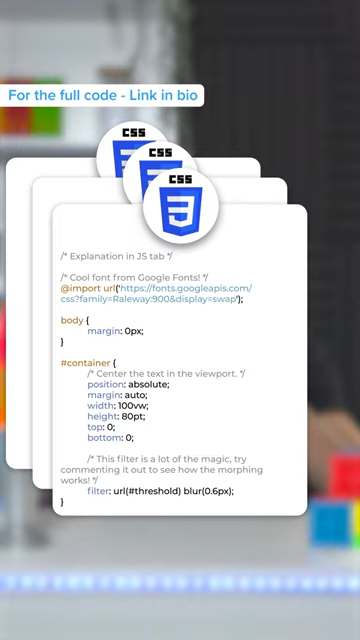 For the full code - Link in bio
CSS
CSS
CSS
/* Explanation in JS tab */
/* Cool font from Google Fonts! */
@import url('https://fonts.googleapis.com/
css?family=Raleway:900&display=swap');
body {
margin: 0px;
}
#container {
/* Center the text in the viewport. */
position: absolute;
margin: auto;
width: 100vw;
height: 80pt;
top: 0;
bottom: 0;
/* This filter is a lot of the magic, try
commenting it out to see how the morphing
works! */
filter: url(#threshold) blur(0.6px);
}